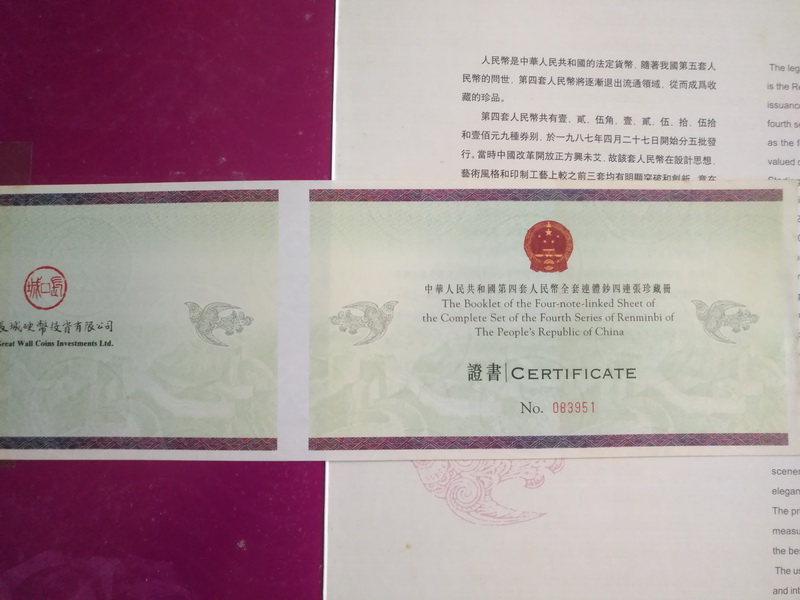 人民幣是中華人民共和國的法定貨幣，隨著我國第五套人
民幣的問世，第四套人民幣將逐漸退出流通領域，從而成爲收
藏的珍品。
第四套人民幣共有壹、貳、伍角，壹、貳、伍、拾、伍拾
和壹佰元九種券别，於一九八七年四月二十七日開始分五批發
行。當時中國改革開放正方興未艾，故該套人民幣在設計思想、
藝術風格和印制工藝上較之前三套均有明顯突破和創新，意在
The lega
is the Re
issuance
fourth se
as the f
valued c
長城硬幣投資有限公司
Great Wall Coins Investments Ltd.
中華人民共和國第四套人民幣全套連體鈔四連張珍藏冊
The Booklet of the Four-note-linked Sheet of
the Complete Set of the Fourth Series of Renminbi of
The People's Republic of China
證書 | CERTIFICATE
No. 083951
scenes
elegan
The pr
measu
the bes
The us
and int